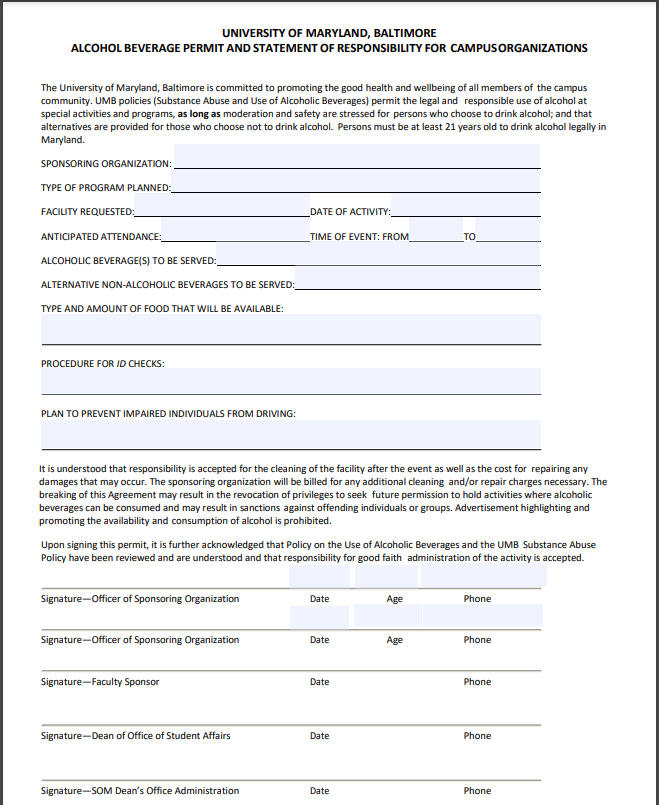 UNIVERSITY OF MARYLAND, BALTIMORE
ALCOHOL BEVERAGE PERMIT AND STATEMENT OF RESPONSIBILITY FOR CAMPUSORGANIZATIONS
The University of Maryland, Baltimore is committed to promoting the good health and wellbeing of all members of the campus
community. UMB policies (Substance Abuse and Use of Alcoholic Beverages) permit the legal and responsible use of alcohol at
special activities and programs, as long as moderation and safety are stressed for persons who choose to drink alcohol; and that
alternatives are provided for those who choose not to drink alcohol. Persons must be at least 21 years old to drink alcohol legally in
Maryland.
SPONSORING ORGANIZATION:
TYPE OF PROGRAM PLANNED:
FACILITY REQUESTED: DATE OF ACTIVITY:
ANTICIPATED ATTENDANCE: TIME OF EVENT: FROM TO
ALCOHOLIC BEVERAGE(S) TO BE SERVED:
ALTERNATIVE NON-ALCOHOLIC BEVERAGES TO BE SERVED:
TYPE AND AMOUNT OF FOOD THAT WILL BE AVAILABLE:
PROCEDURE FOR ID CHECKS:
PLAN TO PREVENT IMPAIRED INDIVIDUALS FROM DRIVING:
It is understood that responsibility is accepted for the cleaning of the facility after the event as well as the cost for repairing any
damages that may occur. The sponsoring organization will be billed for any additional cleaning and/or repair charges necessary. The
breaking of this Agreement may result in the revocation of privileges to seek future permission to hold activities where alcoholic
beverages can be consumed and may result in sanctions against offending individuals or groups. Advertisement highlighting and
promoting the availability and consumption of alcohol is prohibited.
Upon signing this permit, it is further acknowledged that Policy on the Use of Alcoholic Beverages and the UMB Substance Abuse
Policy have been reviewed and are understood and that responsibility for good faith administration of the activity is accepted.
Signature—Officer of Sponsoring Organization Date Age Phone
Signature—Officer of Sponsoring Organization Date Age Phone
Signature—Faculty Sponsor Date Phone
Signature—Dean of Office of Student Affairs Date Phone
Signature—SOM Dean's Office Administration Date Phone